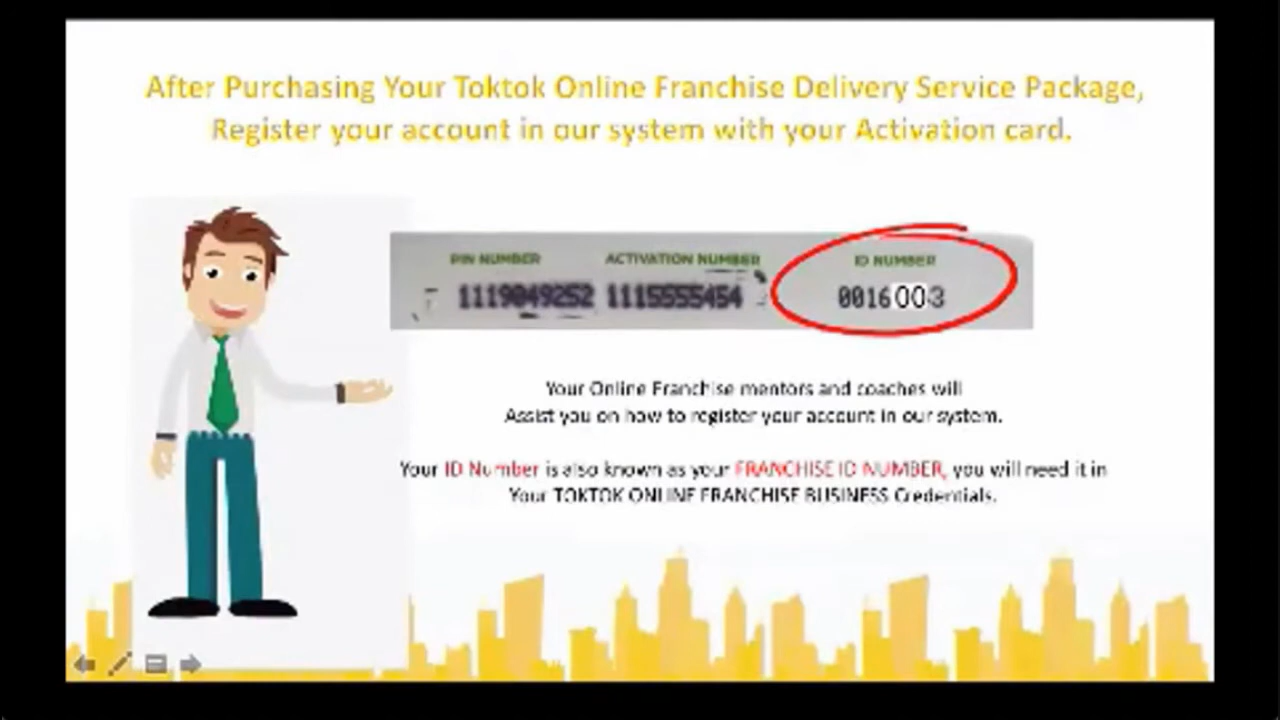 After Purchasing Your Toktok Online Franchise Delivery Service Package,
Register your account in our system with your Activation card.
PIN NUMBER ACTIVATION NUMBER ID NUMBER
1119049252 1115555454 0016003
Your Online Franchise mentors and coaches will
Assist you on how to register your account in our system.
Your ID Number is also known as your FRANCHISE ID NUMBER, you will need it in
Your TOKTOK ONLINE FRANCHISE BUSINESS Credentials.